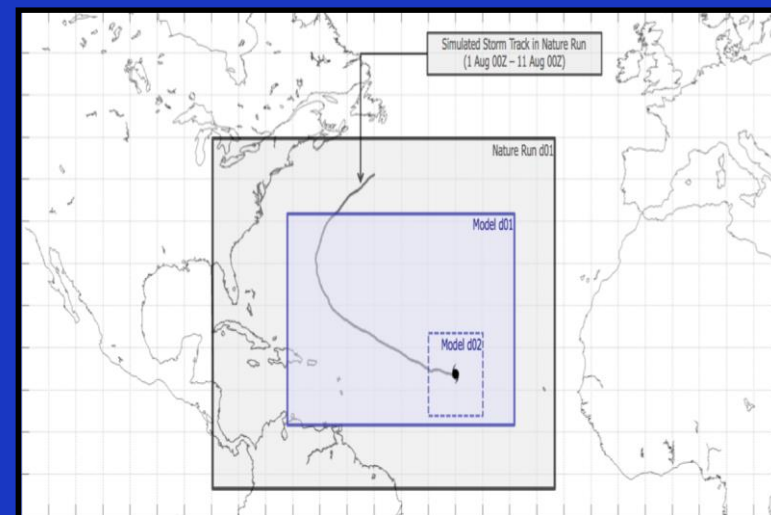 Simulated Storm Track in Nature Run
(1 Aug 00Z – 11 Aug 00Z)
Nature Run d01
Model d01
Model d02